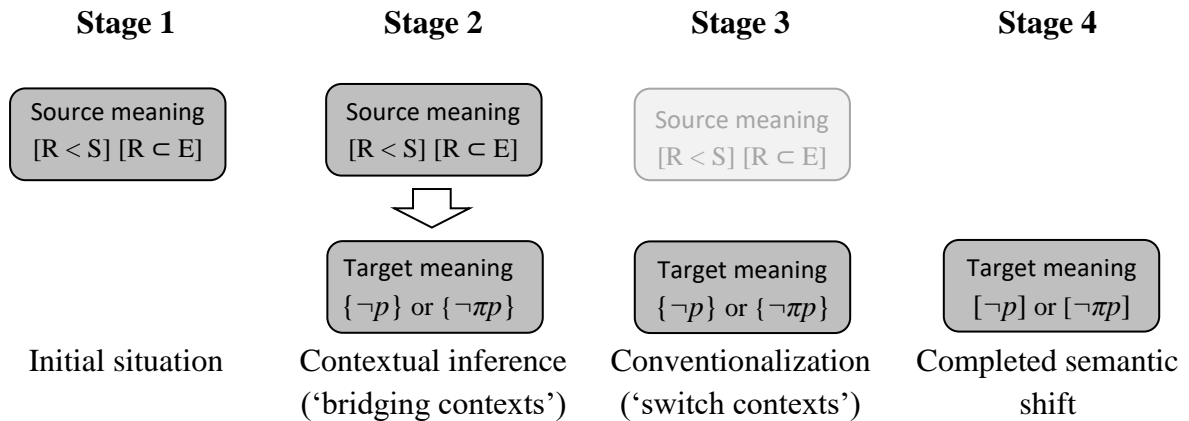 Stage 1 Stage 2 Stage 3 Stage 4
Source meaning Source meaning Source meaning
[R < S] [R ⊂ E] [R < S] [R ⊂ E] [R < S] [R ⊂ E]
Target meaning Target meaning Target meaning
{¬p} or {¬πp} {¬p} or {¬πp} [¬p] or [¬πp]
Initial situation Contextual inference Conventionalization Completed semantic
(‘bridging contexts’) (‘switch contexts’) shift